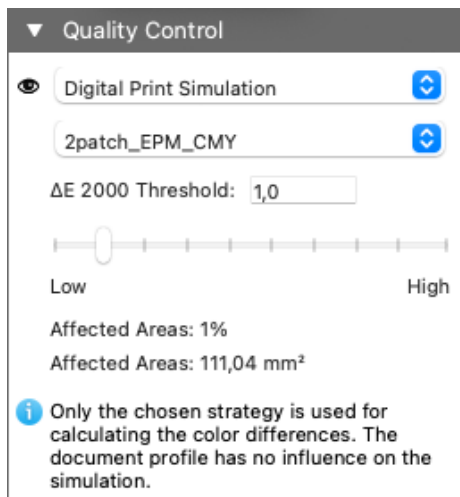 Quality Control
Digital Print Simulation
2patch_EPM_CMY
ΔE 2000 Threshold: 1,0
Low High
Affected Areas: 1%
Affected Areas: 111,04 mm²
Only the chosen strategy is used for
calculating the color differences. The
document profile has no influence on the
simulation.